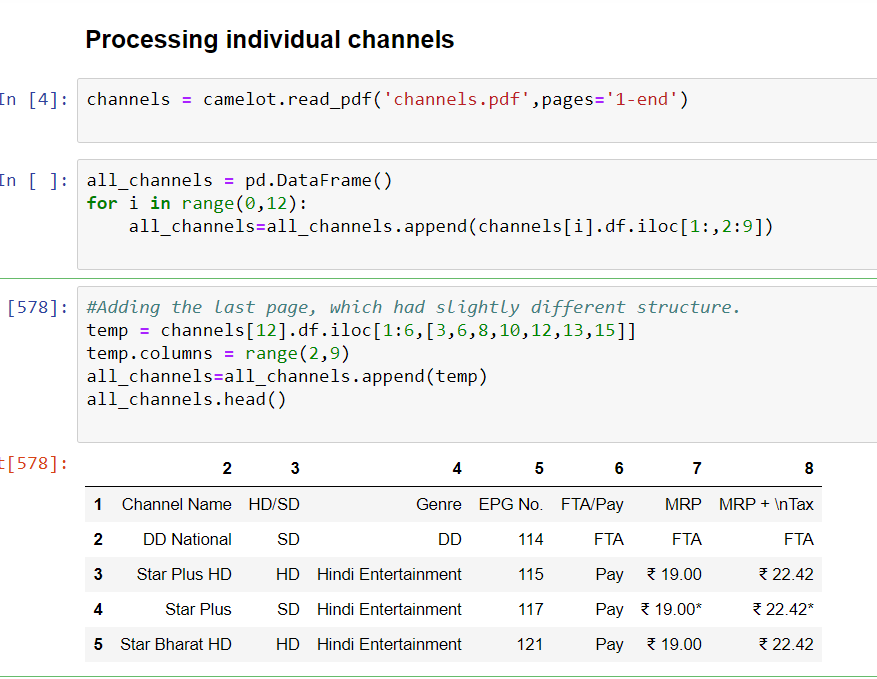 Processing individual channels
In [4]: channels = camelot.read_pdf('channels.pdf',pages='1-end')
In [ ]: all_channels = pd.DataFrame()
for i in range(0,12):
    all_channels=all_channels.append(channels[i].df.iloc[1:,2:9])
[578]: #Adding the last page, which had slightly different structure.
temp = channels[12].df.iloc[1:6,[3,6,8,10,12,13,15]]
temp.columns = range(2,9)
all_channels=all_channels.append(temp)
all_channels.head()
t[578]:
2 3 4 5 6 7 8
1 Channel Name HD/SD Genre EPG No. FTA/Pay MRP MRP + \nTax
2 DD National SD DD 114 FTA FTA FTA
3 Star Plus HD HD Hindi Entertainment 115 Pay ₹ 19.00 ₹ 22.42
4 Star Plus SD Hindi Entertainment 117 Pay ₹ 19.00* ₹ 22.42*
5 Star Bharat HD HD Hindi Entertainment 121 Pay ₹ 19.00 ₹ 22.42